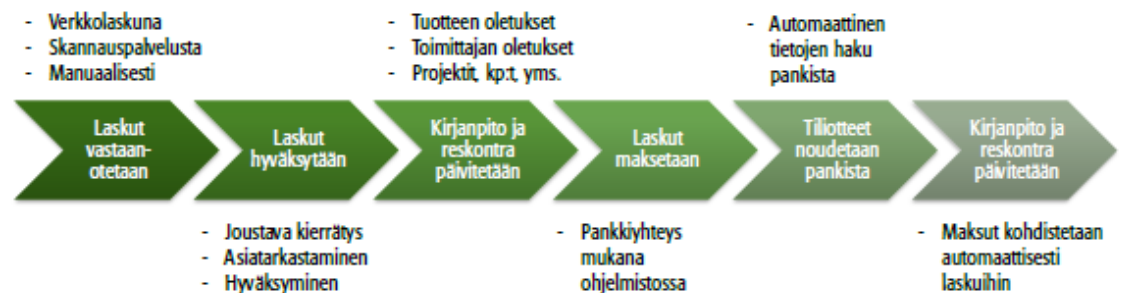 - Verkkolaskuna
- Skannauspalvelusta
- Manuaalisesti
- Tuotteen oletukset
- Toimittajan oletukset
- Projektit, kp:t, yms.
- Automaattinen
tietojen haku
pankista
Laskut
vastaan-
otetaan
Laskut
hyväksytään
Kirjanpito ja
reskontra
päivitetään
Laskut
maksetaan
Tiliotteet
noudetaan
pankista
Kirjanpito ja
reskontra
päivitetään
- Joustava kierrätys
- Asiatarkastaminen
- Hyväksyminen
- Pankkiyhteys
mukana
ohjelmistossa
- Maksut kohdistetaan
automaattisesti
laskuihin